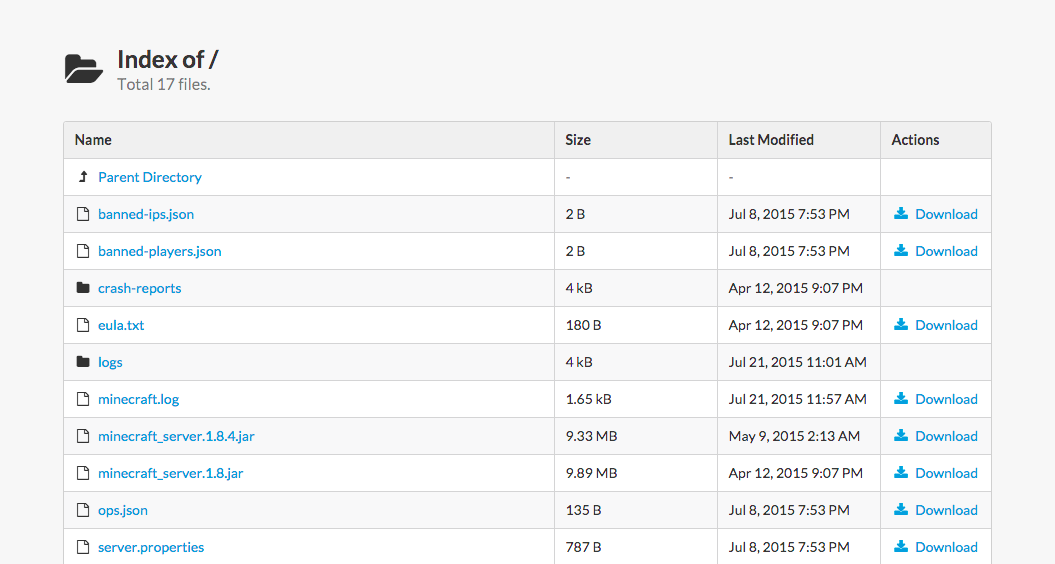 Index of /
Total 17 files.
Name Size Last Modified Actions
Parent Directory - -
banned-ips.json 2 B Jul 8, 2015 7:53 PM Download
banned-players.json 2 B Jul 8, 2015 7:53 PM Download
crash-reports 4 kB Apr 12, 2015 9:07 PM
eula.txt 180 B Apr 12, 2015 9:07 PM Download
logs 4 kB Jul 21, 2015 11:01 AM
minecraft.log 1.65 kB Jul 21, 2015 11:57 AM Download
minecraft_server.1.8.4.jar 9.33 MB May 9, 2015 2:13 AM Download
minecraft_server.1.8.jar 9.89 MB Apr 12, 2015 9:07 PM Download
ops.json 135 B Jul 8, 2015 7:53 PM Download
server.properties 787 B Jul 8, 2015 7:53 PM Download